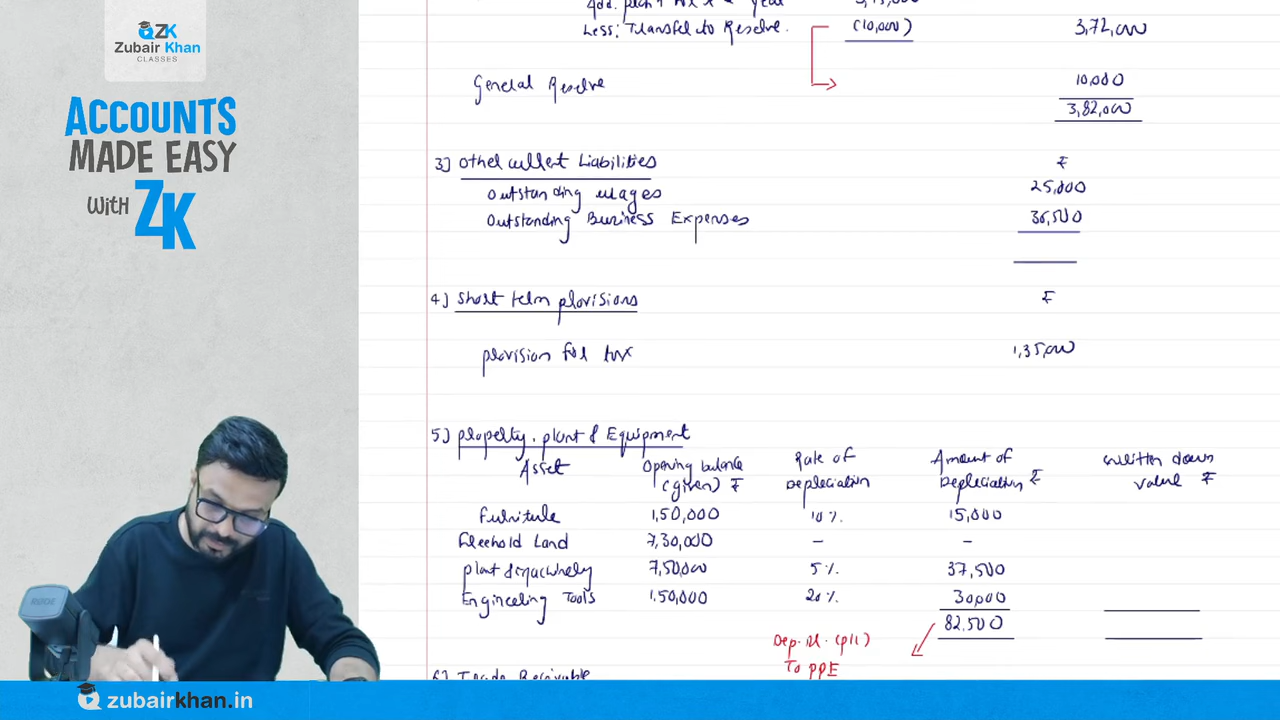 ZK
Zubair Khan
CLASSES
ACCOUNTS
MADE EASY
with ZK
RODE
zubairkhan.in
Less: Transfer to Reserve. (10,000) 3,72,000
General Reserve 10,000
3,82,000
3] Other current Liabilities ₹
Outstanding wages 25,000
Outstanding Business Expenses 36,500
4] Short term provisions ₹
provision for tax 1,35,000
5] property, plant & Equipment
Asset Opening balance (given) ₹ Rate of Depreciation Amount of Depreciation ₹ written down value ₹
Furniture 1,50,000 10%. 15,000
freehold Land 7,30,000 – –
plant & machinery 7,50,000 5%. 37,500
Engineering Tools 1,50,000 20%. 30,000
82,500
Dep. (P/L)
To PPE
6] Trade Receivable